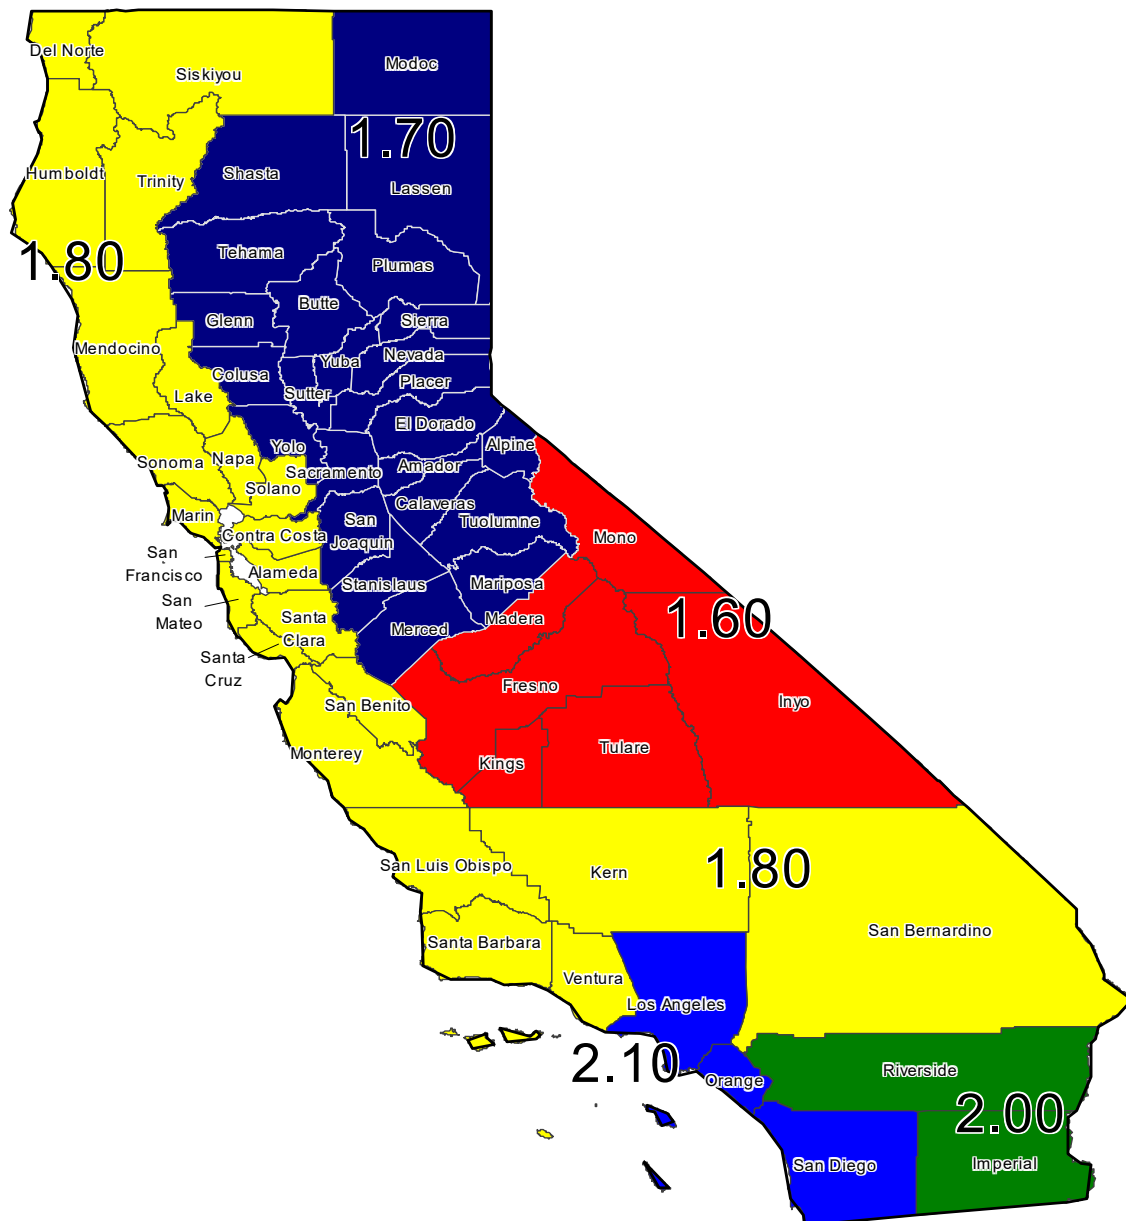 Del Norte
Siskiyou
Modoc
1.70
Humboldt
Trinity
Shasta
Lassen
1.80
Tehama
Plumas
Butte
Glenn
Sierra
Mendocino
Yuba
Nevada
Colusa
Placer
Lake
Sutter
El Dorado
Yolo
Alpine
Sonoma
Napa
Sacramento
Amador
Solano
Calaveras
Marin
San
Joaquin
Tuolumne
Contra Costa
Mono
San
Francisco
Alameda
Stanislaus
Mariposa
San
Mateo
Santa
Clara
Merced
Madera
1.60
Santa
Cruz
Fresno
San Benito
Inyo
Monterey
Kings
Tulare
San Luis Obispo
Kern
1.80
San Bernardino
Santa Barbara
Ventura
Los Angeles
2.10
Orange
Riverside
2.00
San Diego
Imperial